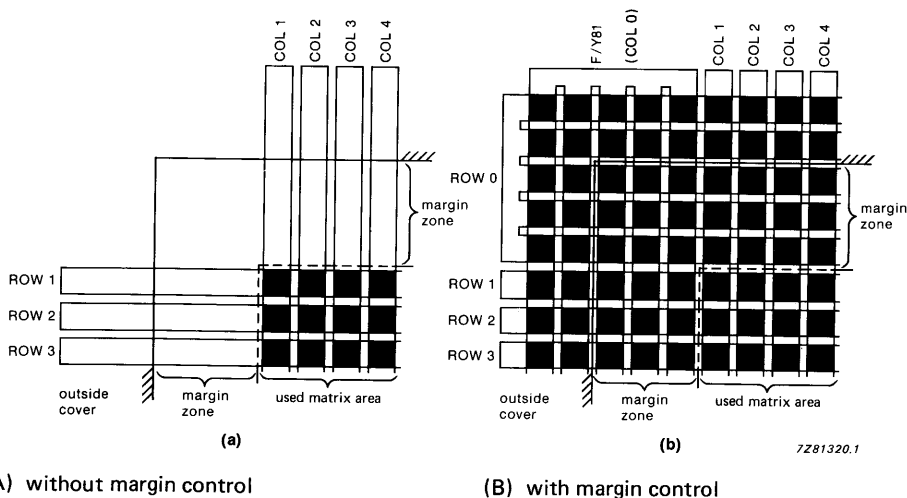 COL 1
COL 2
COL 3
COL 4
margin
zone
ROW 1
ROW 2
ROW 3
outside
cover
margin
zone
used matrix area
(a)
F/Y81
(COL 0)
COL 1
COL 2
COL 3
COL 4
ROW 0
margin
zone
ROW 1
ROW 2
ROW 3
outside
cover
margin
zone
used matrix area
(b)
7Z81320.1
) without margin control
(B) with margin control